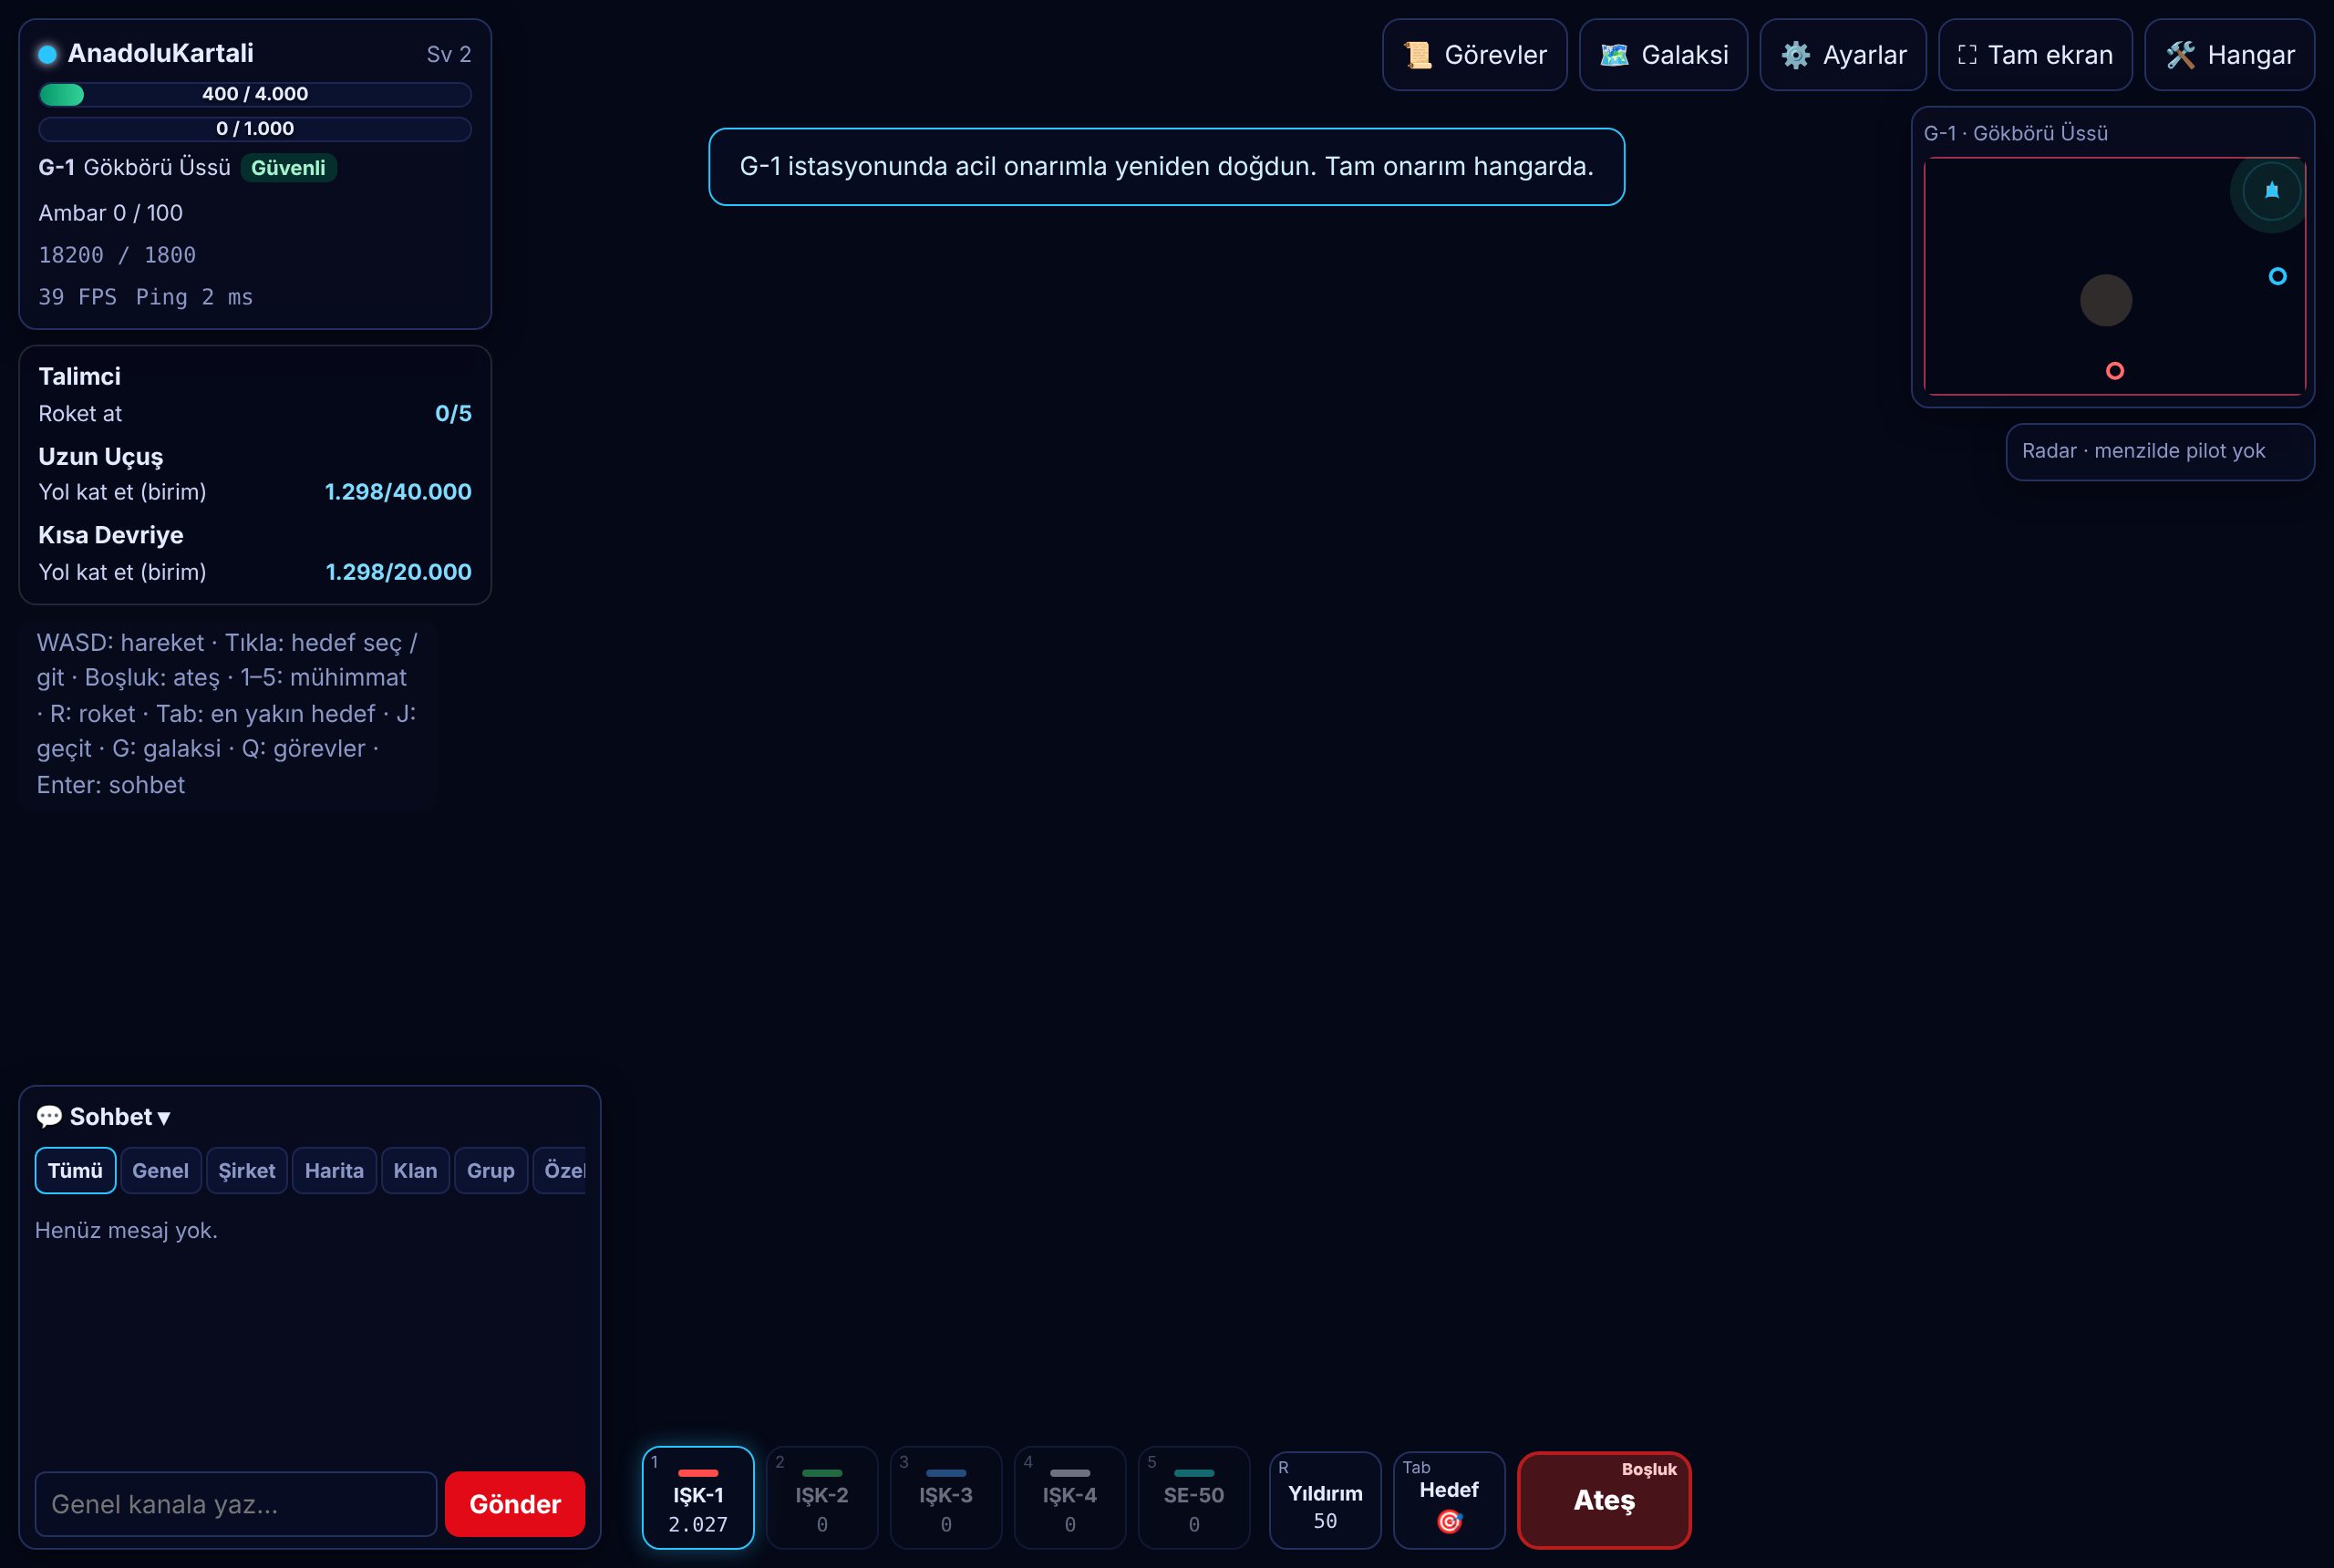 AnadoluKartali
Sv 2
400 / 4.000
0 / 1.000
G-1 Gökbörü Üssü Güvenli
Ambar 0 / 100
18200 / 1800
39 FPS Ping 2 ms
Talimci
Roket at 0/5
Uzun Uçuş
Yol kat et (birim) 1.298/40.000
Kısa Devriye
Yol kat et (birim) 1.298/20.000
WASD: hareket · Tıkla: hedef seç /
git · Boşluk: ateş · 1–5: mühimmat
· R: roket · Tab: en yakın hedef · J:
geçit · G: galaksi · Q: görevler ·
Enter: sohbet
G-1 istasyonunda acil onarımla yeniden doğdun. Tam onarım hangarda.
Görevler
Galaksi
Ayarlar
Tam ekran
Hangar
G-1 · Gökbörü Üssü
Radar · menzilde pilot yok
Sohbet ▾
Tümü Genel Şirket Harita Klan Grup Özel
Henüz mesaj yok.
Genel kanala yaz...
Gönder
1
IŞK-1
2.027
2
IŞK-2
0
3
IŞK-3
0
4
IŞK-4
0
5
SE-50
0
R
Yıldırım
50
Tab
Hedef
Boşluk
Ateş